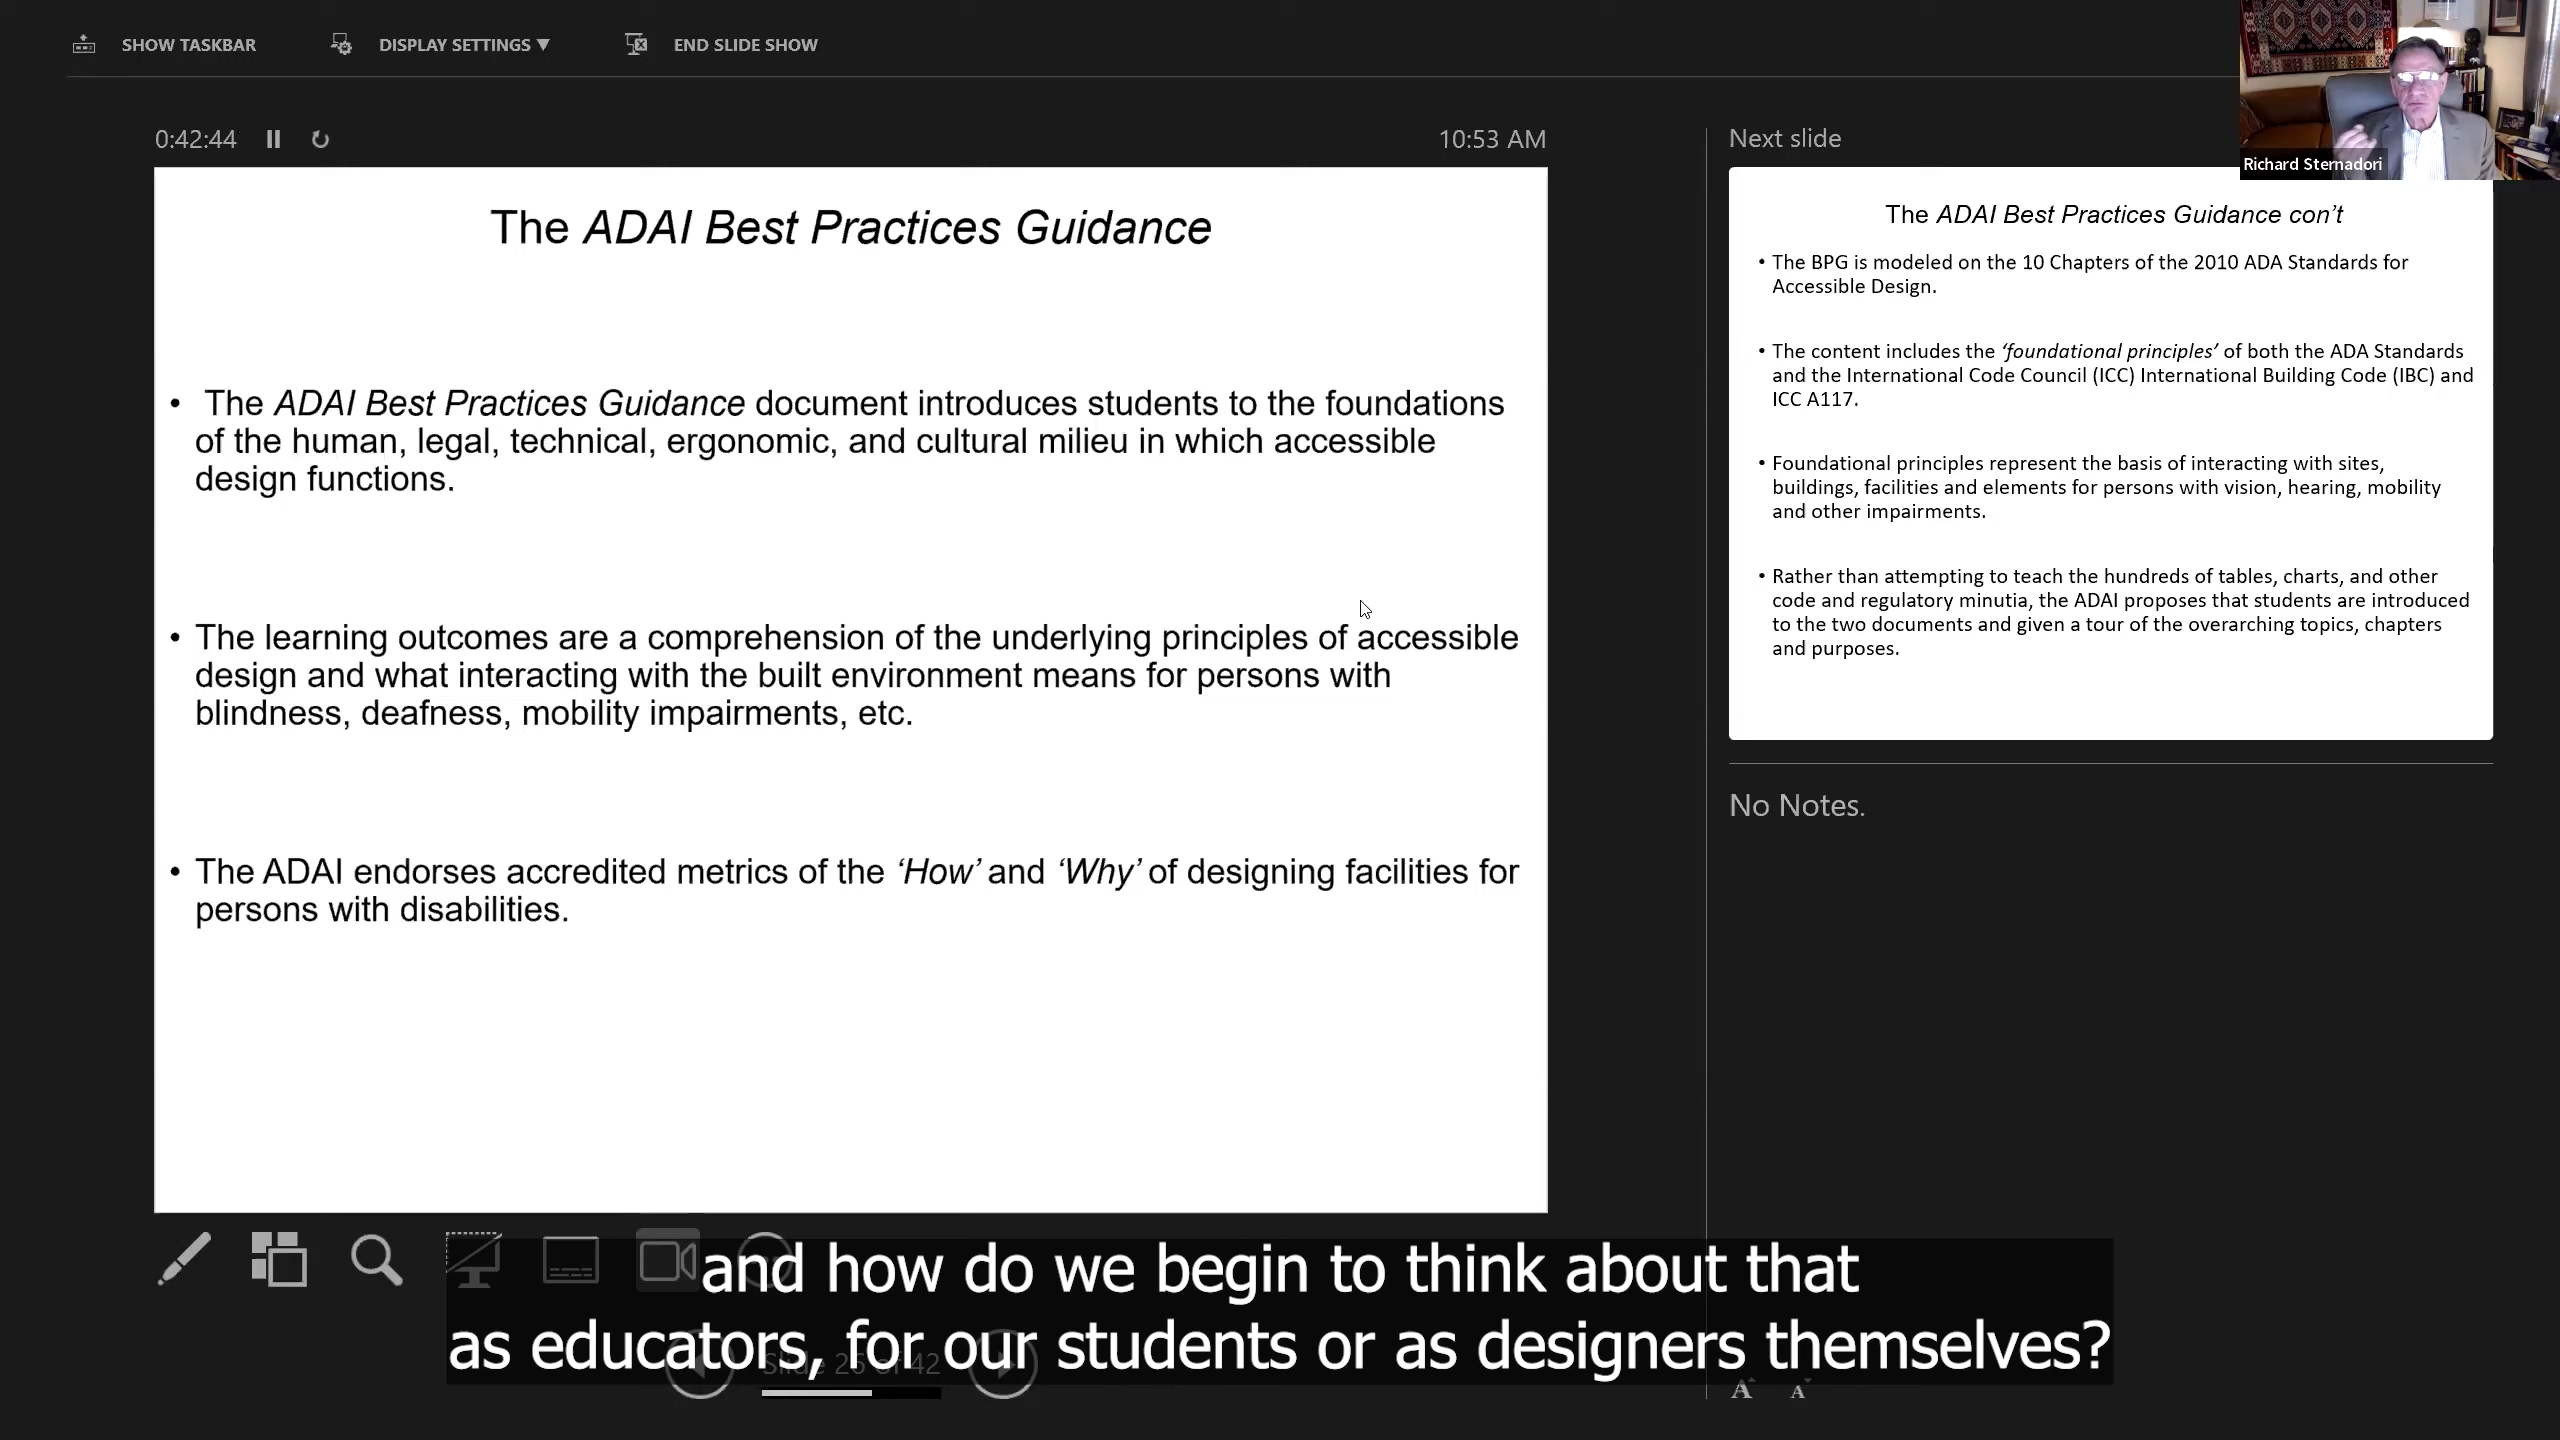 SHOW TASKBAR
DISPLAY SETTINGS ▼
END SLIDE SHOW
0:42:44
10:53 AM
Next slide
Richard Sternadori
The ADAI Best Practices Guidance
• The ADAI Best Practices Guidance document introduces students to the foundations
of the human, legal, technical, ergonomic, and cultural milieu in which accessible
design functions.
• The learning outcomes are a comprehension of the underlying principles of accessible
design and what interacting with the built environment means for persons with
blindness, deafness, mobility impairments, etc.
• The ADAI endorses accredited metrics of the ‘How’ and ‘Why’ of designing facilities for
persons with disabilities.
The ADAI Best Practices Guidance con’t
• The BPG is modeled on the 10 Chapters of the 2010 ADA Standards for
Accessible Design.
• The content includes the ‘foundational principles’ of both the ADA Standards
and the International Code Council (ICC) International Building Code (IBC) and
ICC A117.
• Foundational principles represent the basis of interacting with sites,
buildings, facilities and elements for persons with vision, hearing, mobility
and other impairments.
• Rather than attempting to teach the hundreds of tables, charts, and other
code and regulatory minutia, the ADAI proposes that students are introduced
to the two documents and given a tour of the overarching topics, chapters
and purposes.
No Notes.
and how do we begin to think about that
as educators, for our students or as designers themselves?
Slide 26 of 42
A A